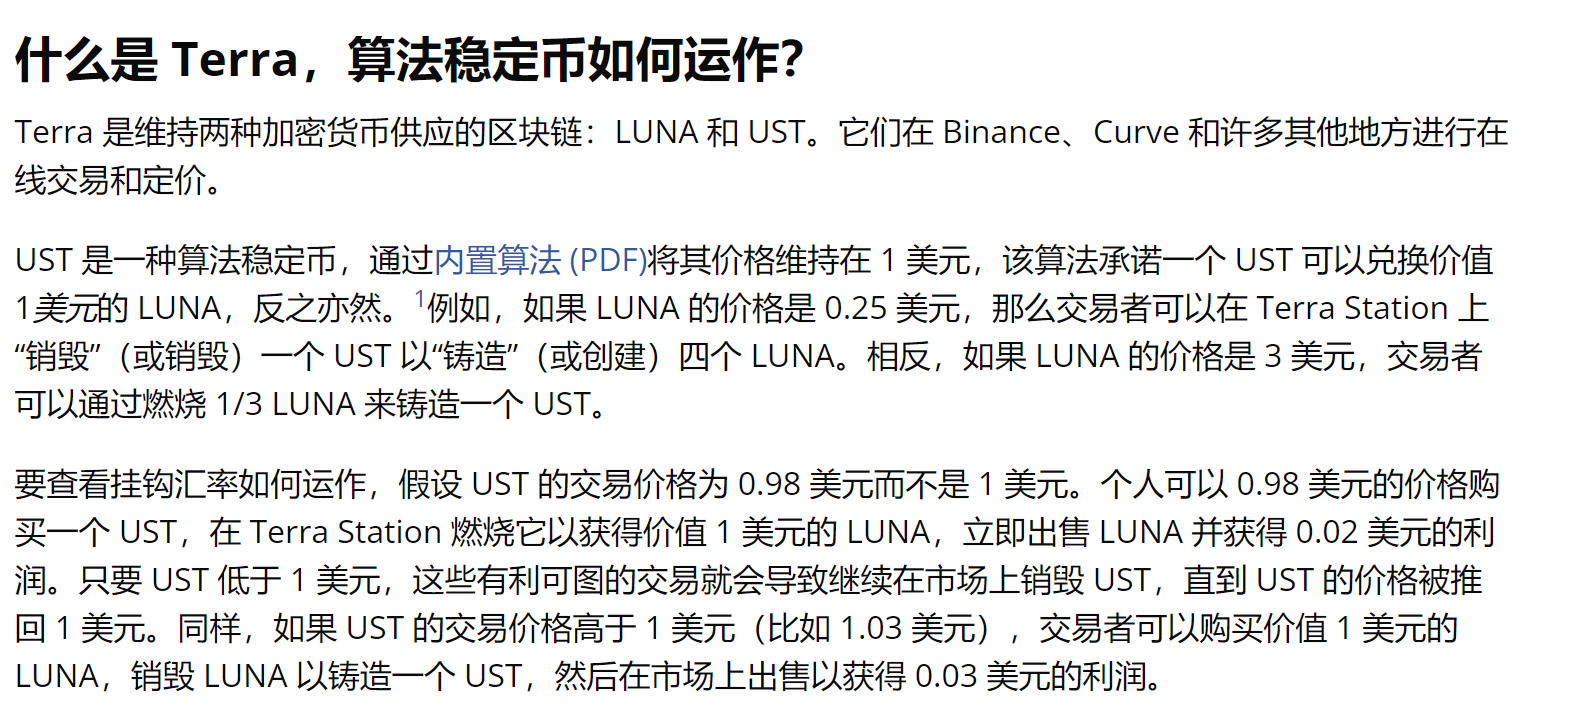 什么是 Terra，算法稳定币如何运作？
Terra 是维持两种加密货币供应的区块链：LUNA 和 UST。它们在 Binance、Curve 和许多其他地方进行在
线交易和定价。
UST 是一种算法稳定币，通过内置算法 (PDF)将其价格维持在 1 美元，该算法承诺一个 UST 可以兑换价值
1美元的 LUNA，反之亦然。1例如，如果 LUNA 的价格是 0.25 美元，那么交易者可以在 Terra Station 上
“销毁”（或销毁）一个 UST 以“铸造”（或创建）四个 LUNA。相反，如果 LUNA 的价格是 3 美元，交易者
可以通过燃烧 1/3 LUNA 来铸造一个 UST。
要查看挂钩汇率如何运作，假设 UST 的交易价格为 0.98 美元而不是 1 美元。个人可以 0.98 美元的价格购
买一个 UST，在 Terra Station 燃烧它以获得价值 1 美元的 LUNA，立即出售 LUNA 并获得 0.02 美元的利
润。只要 UST 低于 1 美元，这些有利可图的交易就会导致继续在市场上销毁 UST，直到 UST 的价格被推
回 1 美元。同样，如果 UST 的交易价格高于 1 美元（比如 1.03 美元），交易者可以购买价值 1 美元的
LUNA，销毁 LUNA 以铸造一个 UST，然后在市场上出售以获得 0.03 美元的利润。